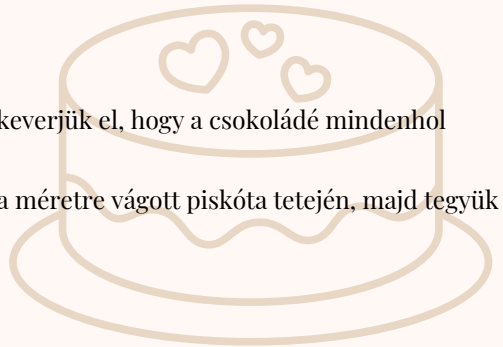 keverjük el, hogy a csokoládé mindenhol
a méretre vágott piskóta tetején, majd tegyük